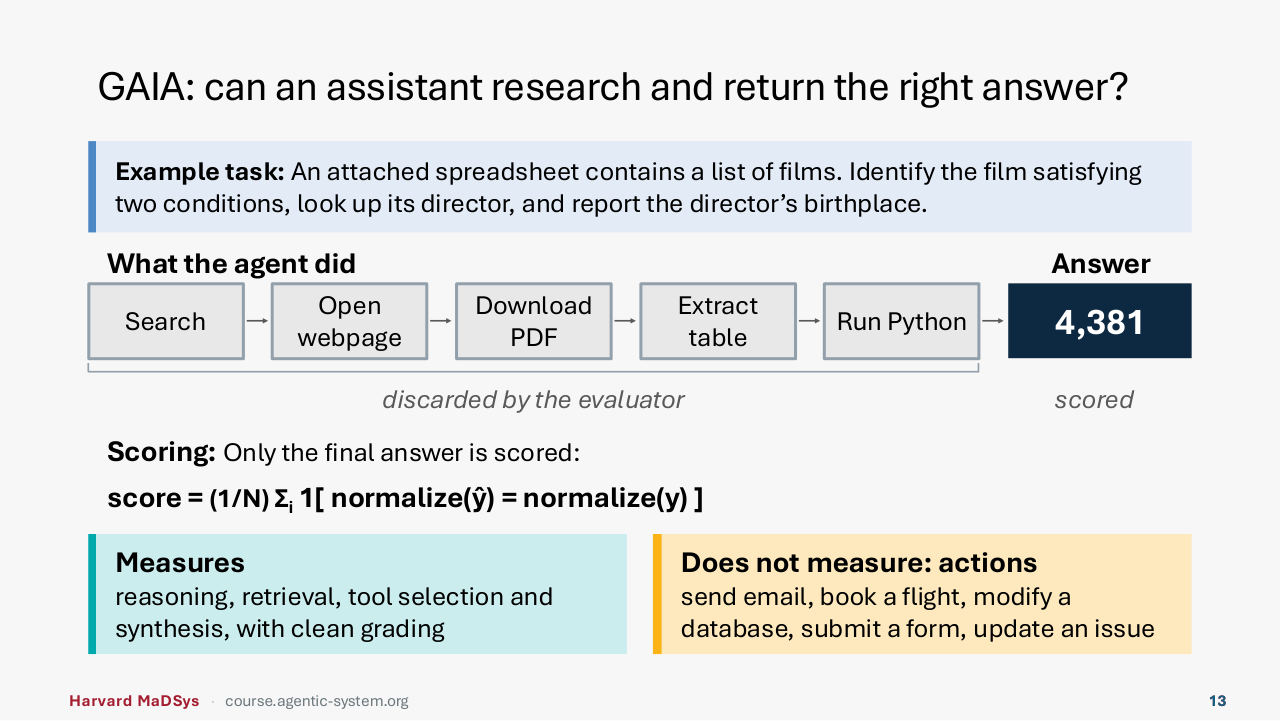 GAIA: can an assistant research and return the right answer?
Example task: An attached spreadsheet contains a list of films. Identify the film satisfying
two conditions, look up its director, and report the director’s birthplace.
What the agent did
Answer
Search
Open
webpage
Download
PDF
Extract
table
Run Python
4,381
discarded by the evaluator
scored
Scoring: Only the final answer is scored:
score = (1/N) Σᵢ 1[ normalize(ŷ) = normalize(y) ]
Measures
reasoning, retrieval, tool selection and
synthesis, with clean grading
Does not measure: actions
send email, book a flight, modify a
database, submit a form, update an issue
Harvard MaDSys · course.agentic-system.org
13